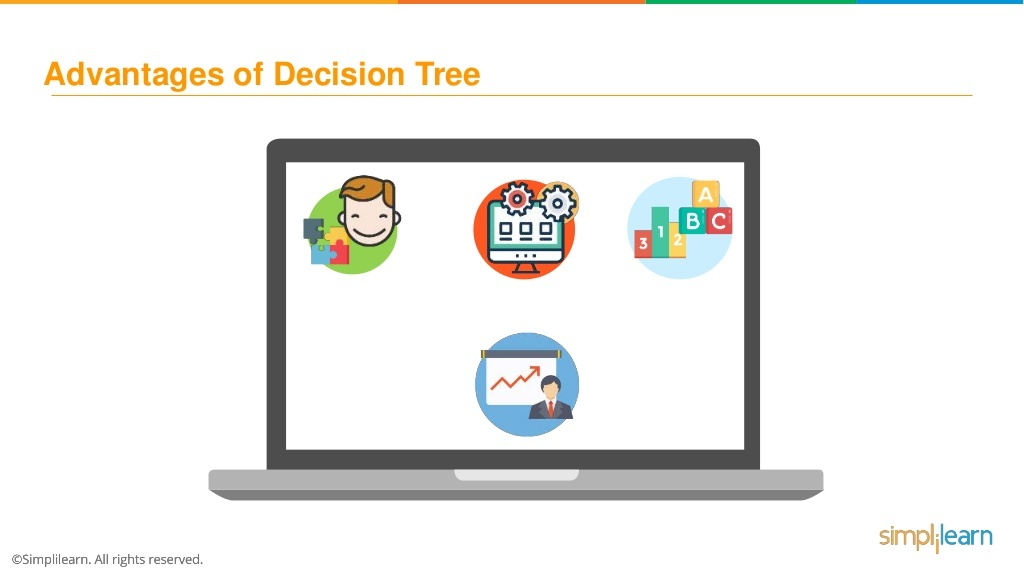 Advantages of Decision Tree
A
B C
3 1 2
simplilearn
©Simplilearn. All rights reserved.